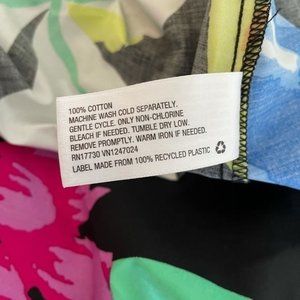 100% COTTON
MACHINE WASH COLD SEPARATELY.
GENTLE CYCLE. ONLY NON-CHLORINE
BLEACH IF NEEDED. TUMBLE DRY LOW.
REMOVE PROMPTLY. WARM IRON IF NEEDED.
RN17730 VN1247024
LABEL MADE FROM 100% RECYCLED PLASTIC